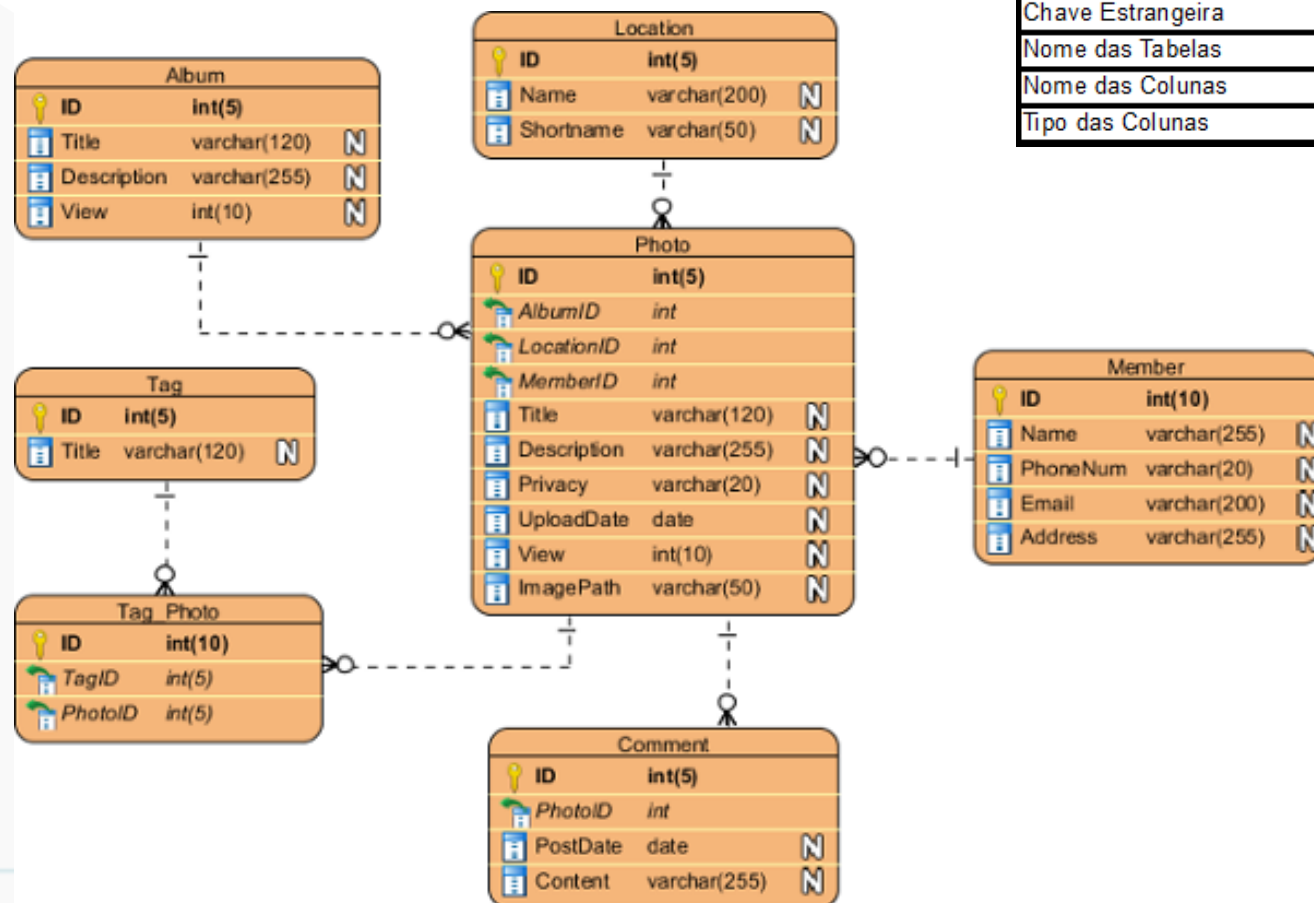 Chave Estrangeira
Nome das Tabelas
Nome das Colunas
Tipo das Colunas
Location
ID int(5)
Name varchar(200) N
Shortname varchar(50) N
Album
ID int(5)
Title varchar(120) N
Description varchar(255) N
View int(10) N
Photo
ID int(5)
AlbumID int
LocationID int
MemberID int
Title varchar(120) N
Description varchar(255) N
Privacy varchar(20) N
UploadDate date N
View int(10) N
ImagePath varchar(50) N
Tag
ID int(5)
Title varchar(120) N
Member
ID int(10)
Name varchar(255) N
PhoneNum varchar(20) N
Email varchar(200) N
Address varchar(255) N
Tag_Photo
ID int(10)
TagID int(5)
PhotoID int(5)
Comment
ID int(5)
PhotoID int
PostDate date N
Content varchar(255) N